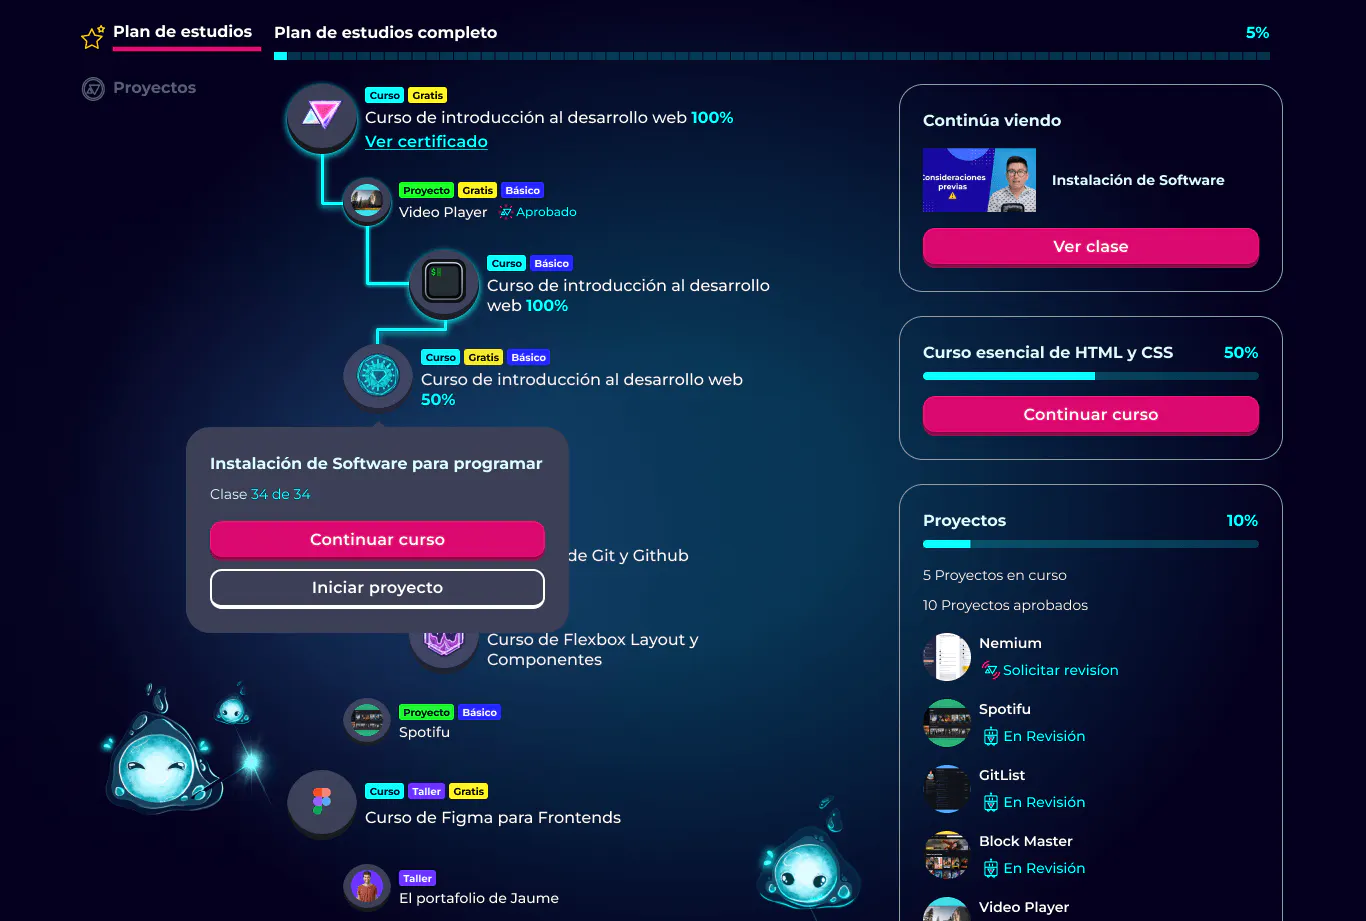 Plan de estudios
Proyectos
Plan de estudios completo 5%
Curso Gratis
Curso de introducción al desarrollo web 100%
Ver certificado
Proyecto Gratis Básico
Video Player Aprobado
Curso Básico
Curso de introducción al desarrollo
web 100%
Curso Gratis Básico
Curso de introducción al desarrollo web
50%
Instalación de Software para programar
Clase 34 de 34
Continuar curso
Iniciar proyecto
de Git y Github
Curso de Flexbox Layout y
Componentes
Proyecto Básico
Spotifu
Curso Taller Gratis
Curso de Figma para Frontends
Taller
El portafolio de Jaume
Continúa viendo
Consideraciones
previas
Instalación de Software
Ver clase
Curso esencial de HTML y CSS 50%
Continuar curso
Proyectos 10%
5 Proyectos en curso
10 Proyectos aprobados
Nemium
Solicitar revisíon
Spotifu
En Revisión
GitList
En Revisión
Block Master
En Revisión
Video Player